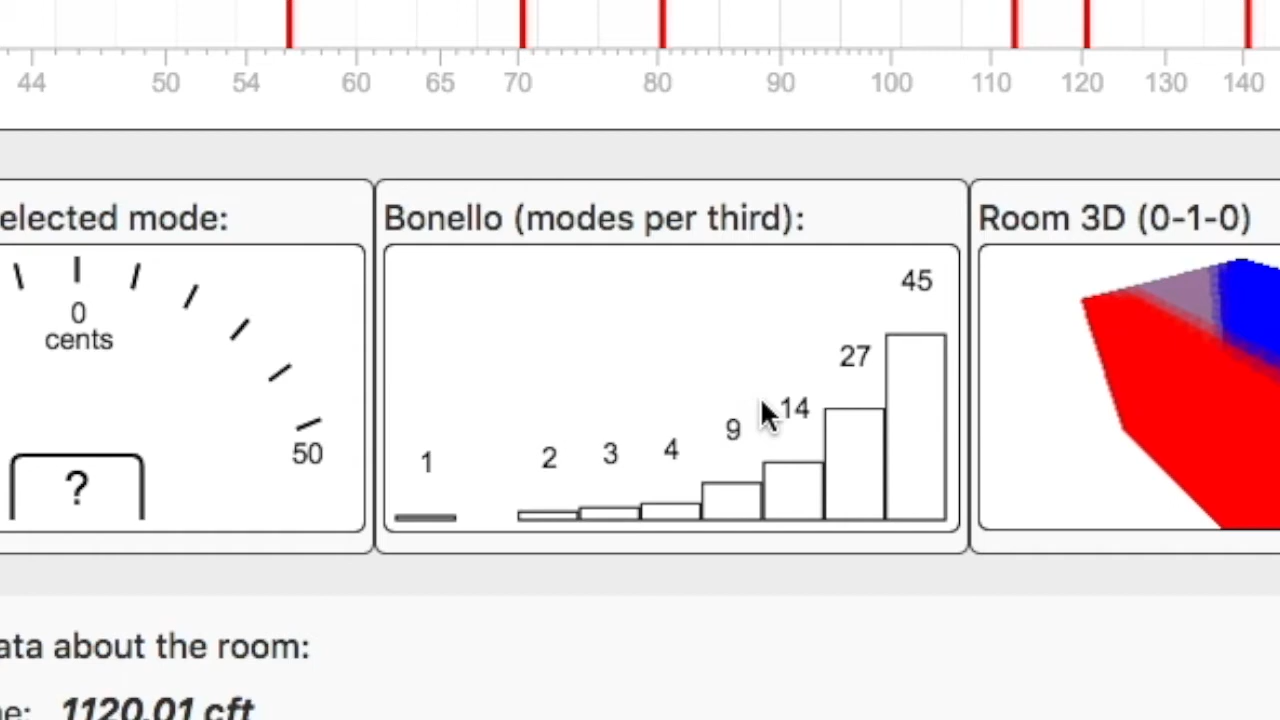 44 50 54 60 65 70 80 90 100 110 120 130 140
elected mode:
0
cents
50
?
Bonello (modes per third):
1 2 3 4 9 14 27 45
Room 3D (0-1-0)
ata about the room:
e: 1120.01 cft